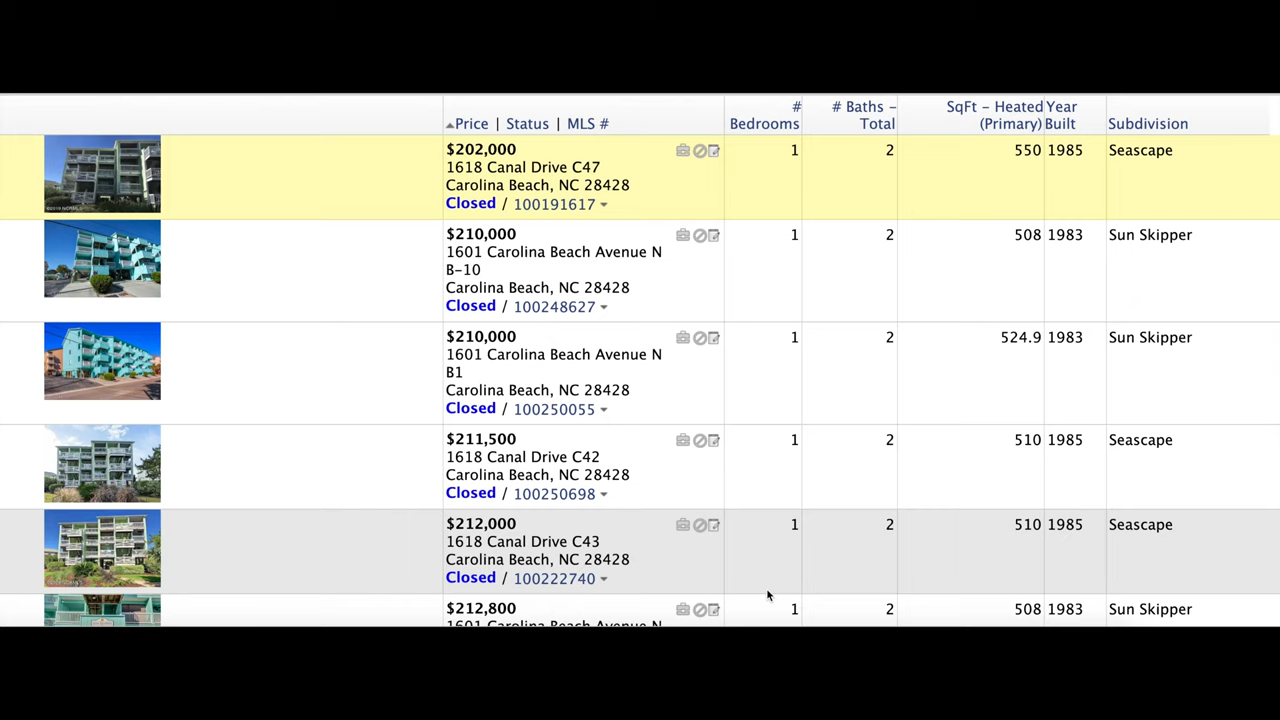 #
Bedrooms
# Baths -
Total
SqFt - Heated
(Primary)
Year
Built
Price | Status | MLS #
Subdivision
$202,000
1618 Canal Drive C47
Carolina Beach, NC 28428
Closed / 100191617
1
2
550
1985
Seascape
$210,000
1601 Carolina Beach Avenue N
B-10
Carolina Beach, NC 28428
Closed / 100248627
1
2
508
1983
Sun Skipper
$210,000
1601 Carolina Beach Avenue N
B1
Carolina Beach, NC 28428
Closed / 100250055
1
2
524.9
1983
Sun Skipper
$211,500
1618 Canal Drive C42
Carolina Beach, NC 28428
Closed / 100250698
1
2
510
1985
Seascape
$212,000
1618 Canal Drive C43
Carolina Beach, NC 28428
Closed / 100222740
1
2
510
1985
Seascape
$212,800
1601 Carolina Beach Avenue N
1
2
508
1983
Sun Skipper